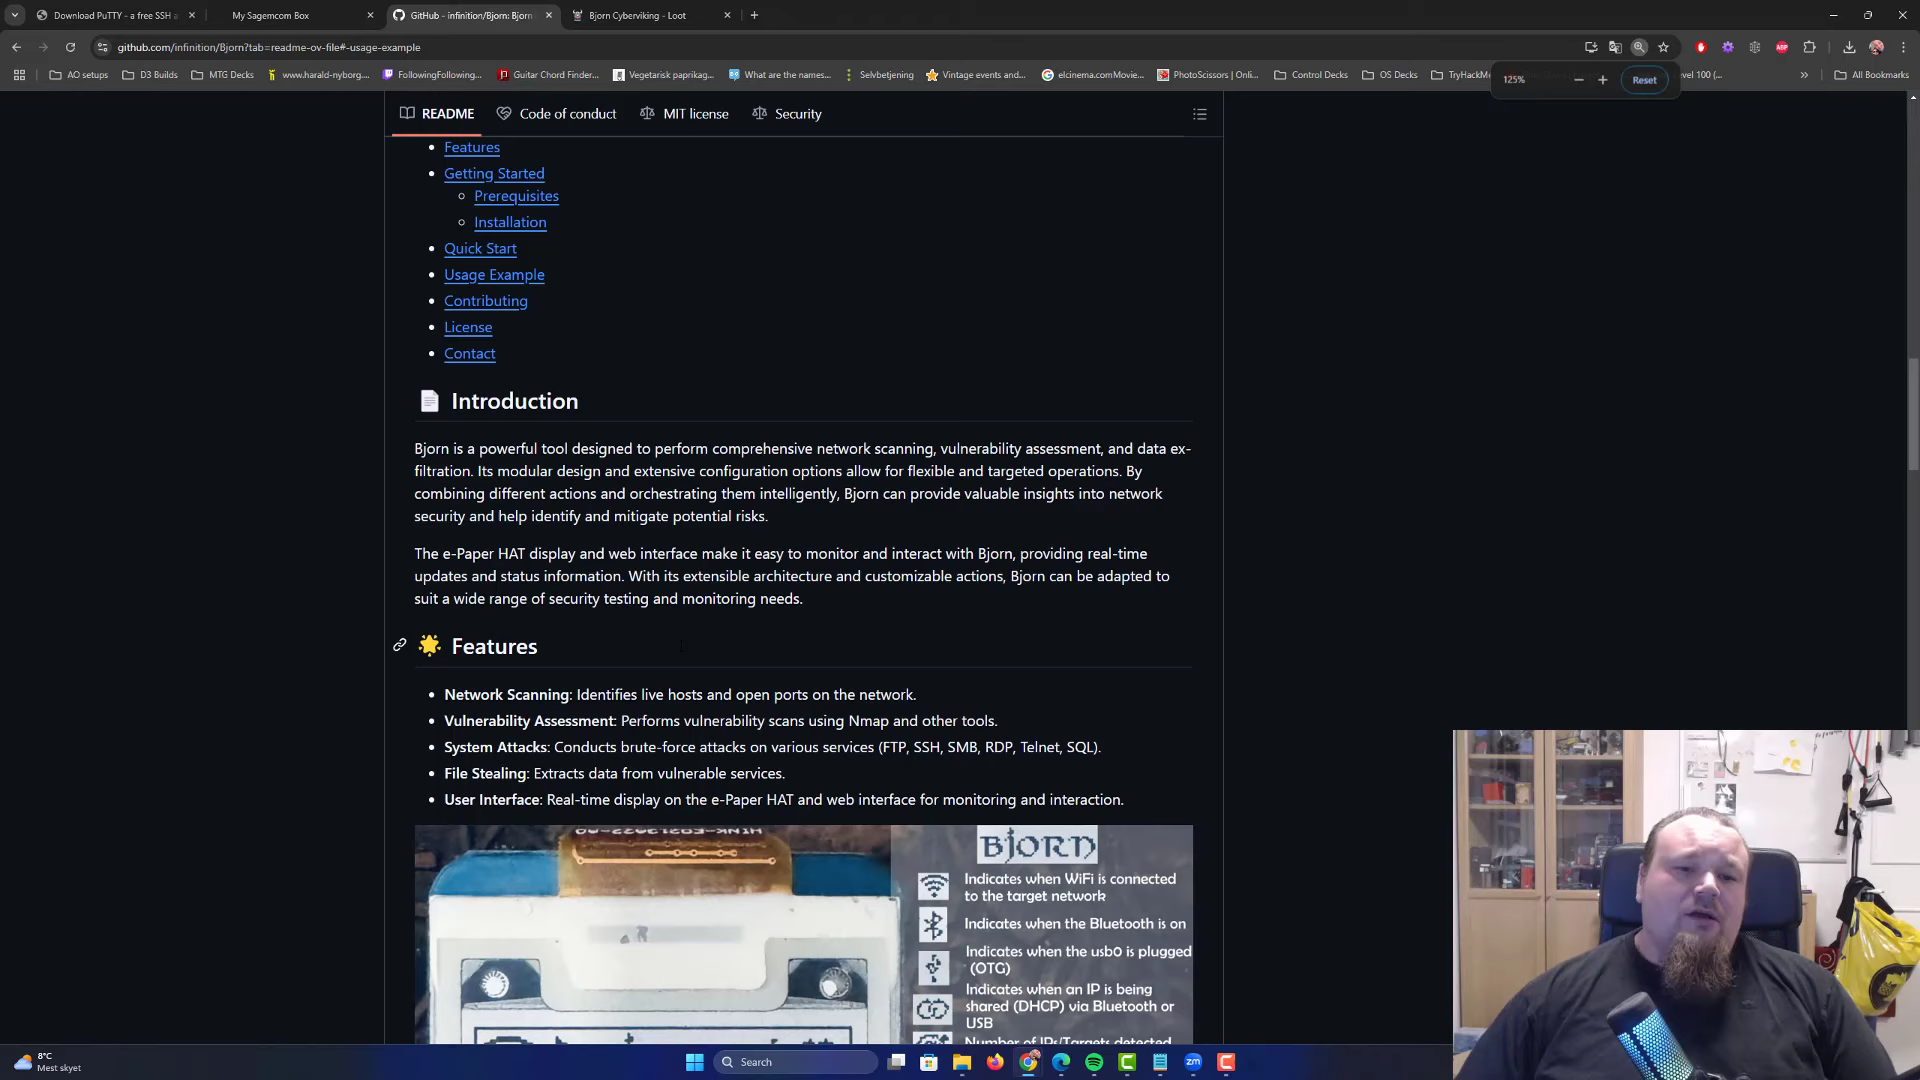 Download PuTTY - a free SSH a
My Sagemcom Box
GitHub - infinition/Bjorn: Bjorn
Bjorn Cyberviking - Loot
github.com/infinition/Bjorn?tab=readme-ov-file#-usage-example
AO setups
D3 Builds
MTG Decks
www.harald-nyborg....
FollowingFollowing...
Guitar Chord Finder...
Vegetarisk paprikag...
What are the names...
Selvbetjening
Vintage events and...
elcinema.comMovie...
PhotoScissors | Onli...
Control Decks
OS Decks
TryHackM
evel 100 (...
All Bookmarks
125%
Reset
README
Code of conduct
MIT license
Security
Features
Getting Started
Prerequisites
Installation
Quick Start
Usage Example
Contributing
License
Contact
Introduction
Bjorn is a powerful tool designed to perform comprehensive network scanning, vulnerability assessment, and data ex-
filtration. Its modular design and extensive configuration options allow for flexible and targeted operations. By
combining different actions and orchestrating them intelligently, Bjorn can provide valuable insights into network
security and help identify and mitigate potential risks.
The e-Paper HAT display and web interface make it easy to monitor and interact with Bjorn, providing real-time
updates and status information. With its extensible architecture and customizable actions, Bjorn can be adapted to
suit a wide range of security testing and monitoring needs.
Features
Network Scanning: Identifies live hosts and open ports on the network.
Vulnerability Assessment: Performs vulnerability scans using Nmap and other tools.
System Attacks: Conducts brute-force attacks on various services (FTP, SSH, SMB, RDP, Telnet, SQL).
File Stealing: Extracts data from vulnerable services.
User Interface: Real-time display on the e-Paper HAT and web interface for monitoring and interaction.
BJORN
Indicates when WiFi is connected
to the target network
Indicates when the Bluetooth is on
Indicates when the usb0 is plugged
(OTG)
Indicates when an IP is being
shared (DHCP) via Bluetooth or
USB
Number of IPs/Targets detected
8°C
Mest skyet
Search